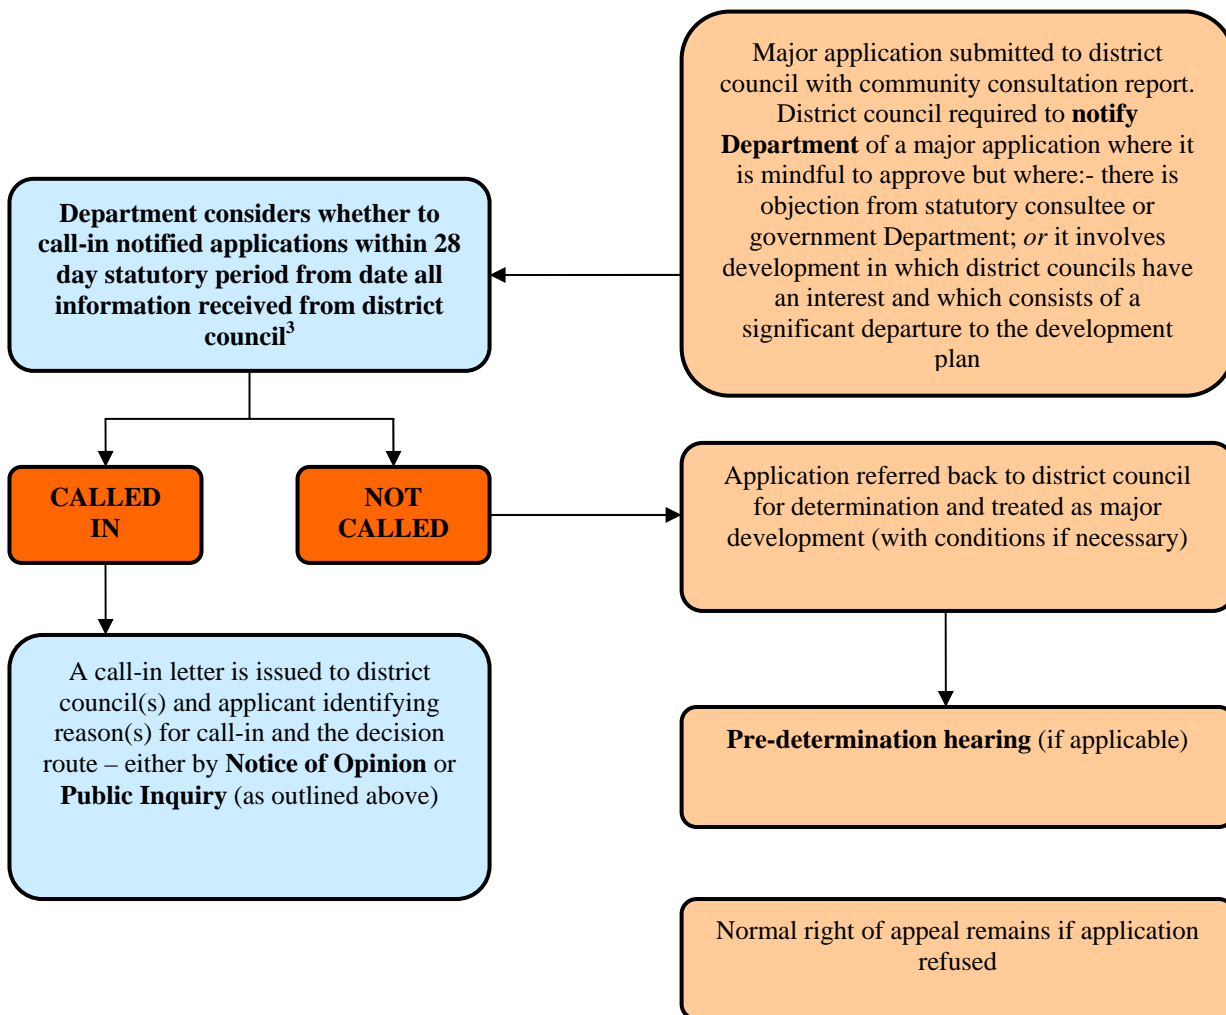 Major application submitted to district
council with community consultation report.
District council required to notify
Department of a major application where it
is mindful to approve but where:- there is
objection from statutory consultee or
government Department; or it involves
development in which district councils have
an interest and which consists of a
significant departure to the development
plan
Department considers whether to
call-in notified applications within 28
day statutory period from date all
information received from district
council3
CALLED
IN
NOT
CALLED
Application referred back to district council
for determination and treated as major
development (with conditions if necessary)
A call-in letter is issued to district
council(s) and applicant identifying
reason(s) for call-in and the decision
route – either by Notice of Opinion or
Public Inquiry (as outlined above)
Pre-determination hearing (if applicable)
Normal right of appeal remains if application
refused